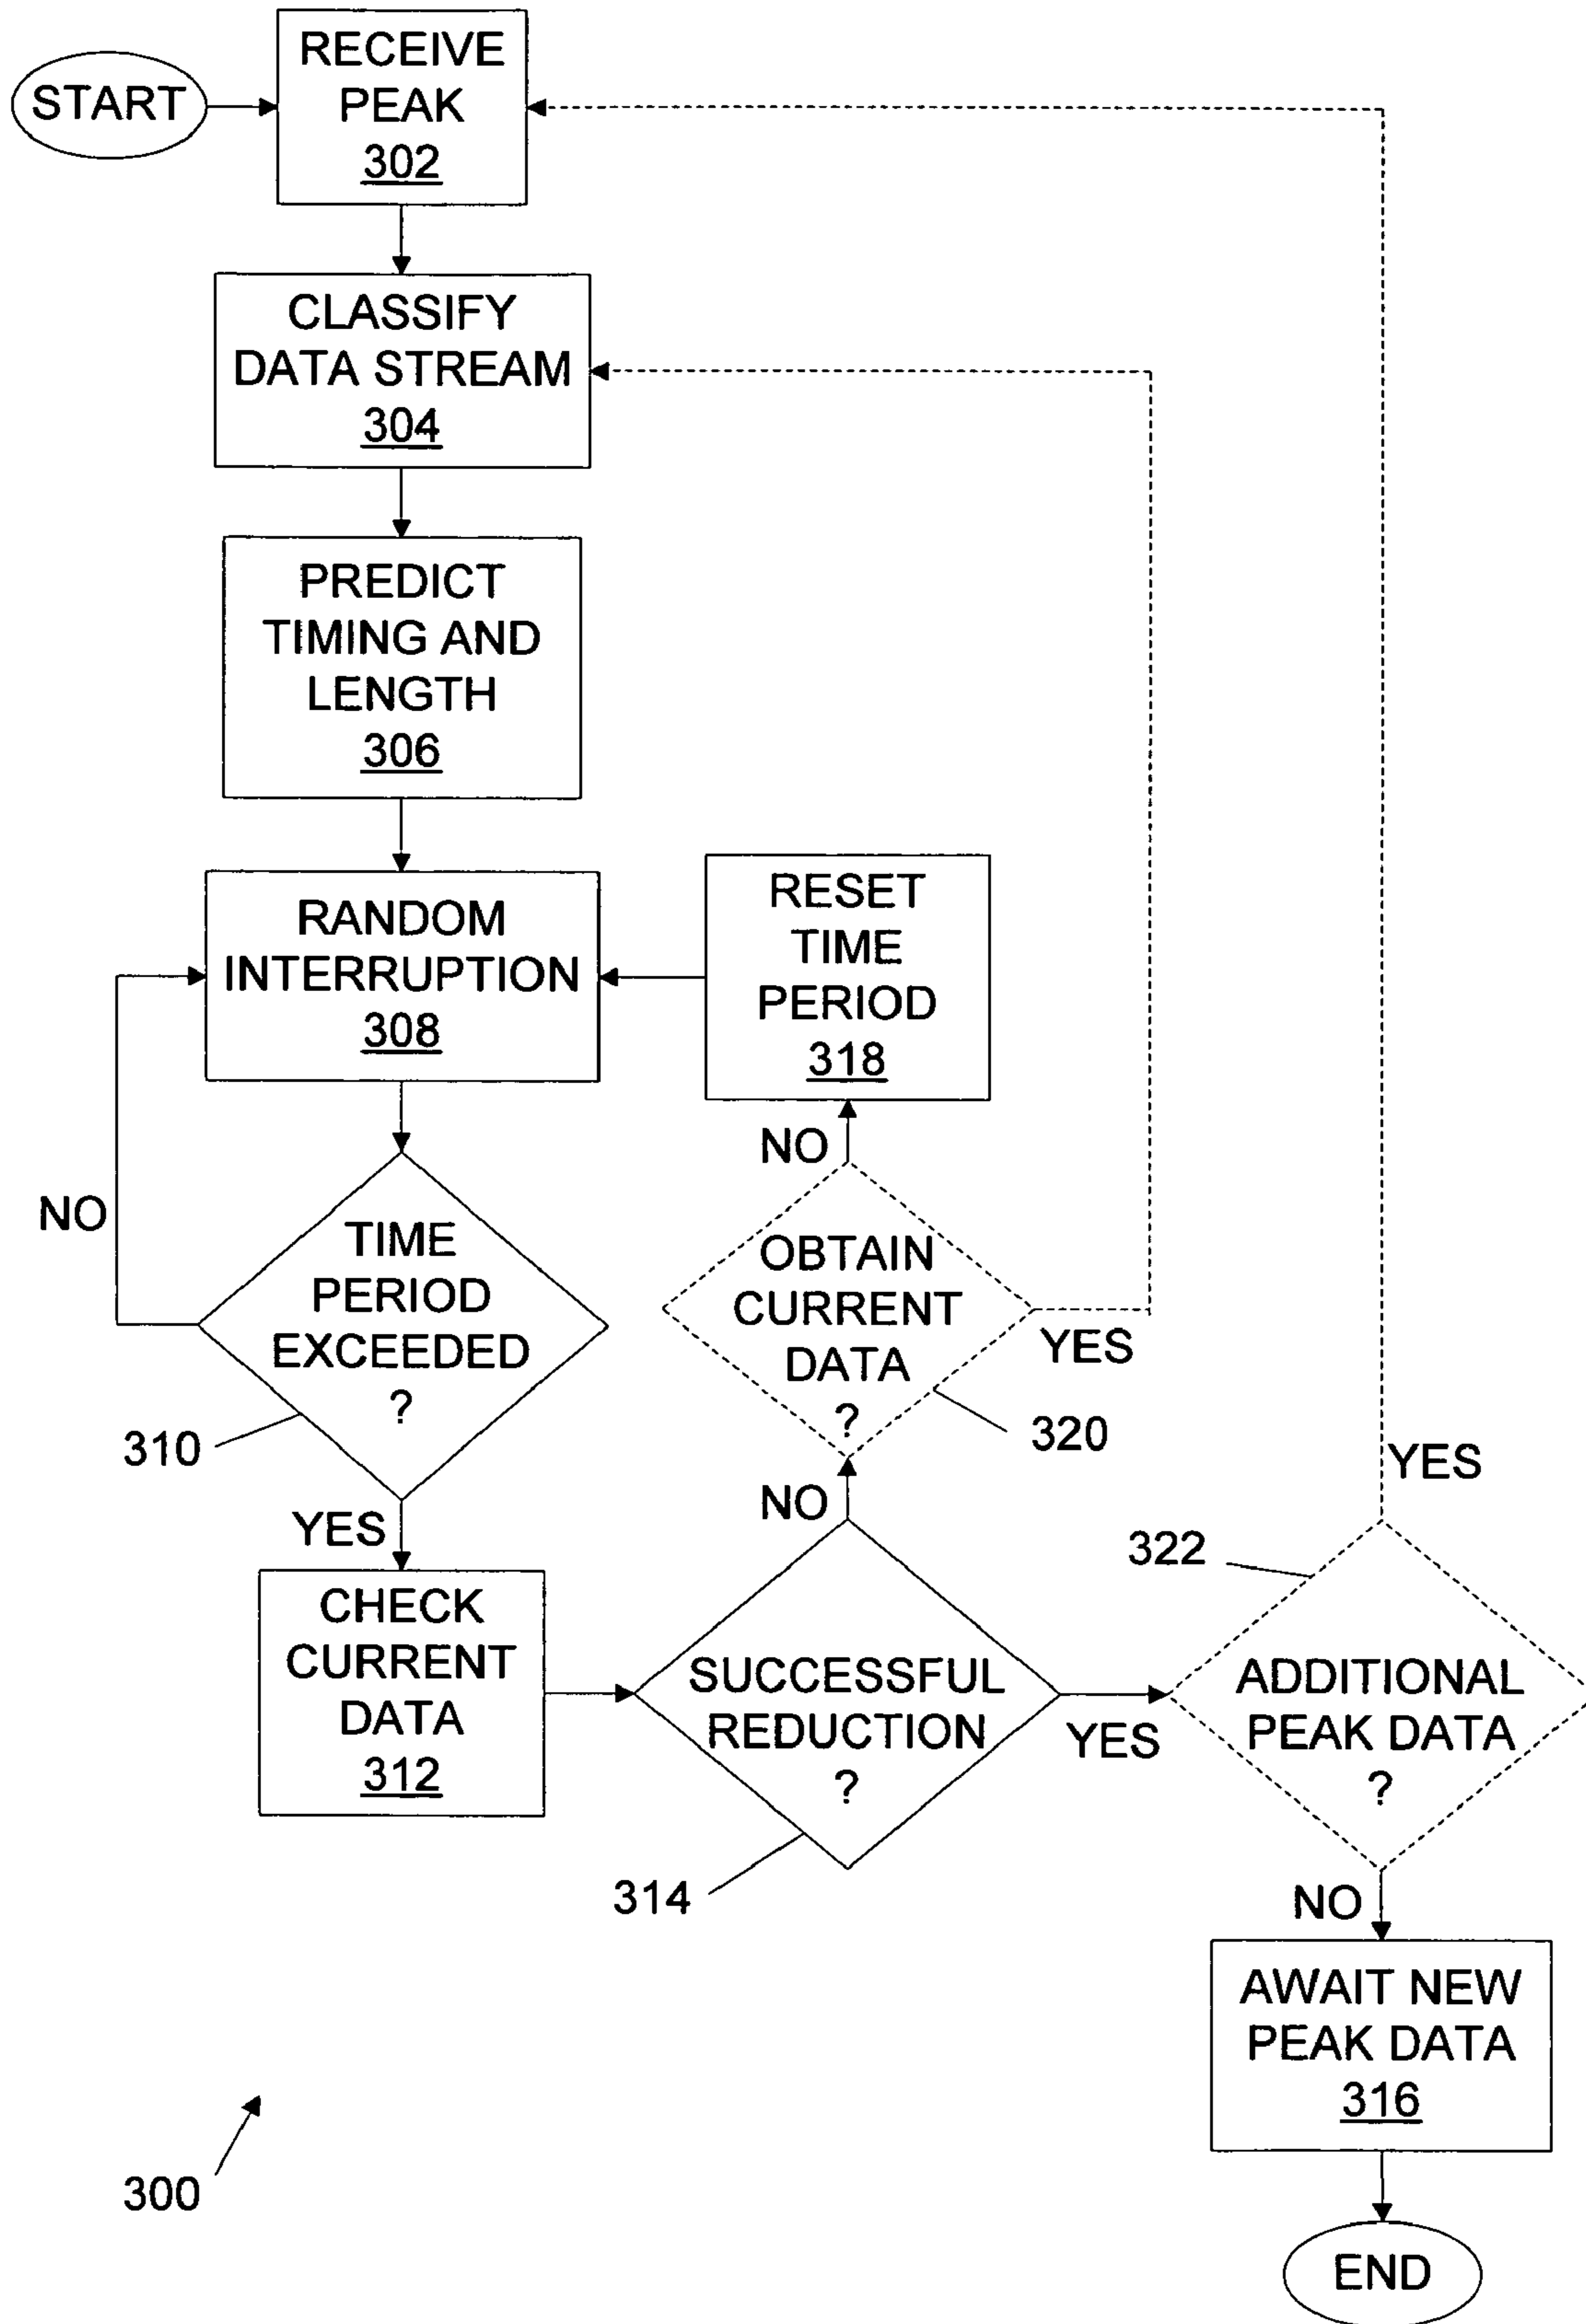 START
RECEIVE
PEAK
302
CLASSIFY
DATA STREAM
304
PREDICT
TIMING AND
LENGTH
306
RANDOM
INTERRUPTION
308
RESET
TIME
PERIOD
318
NO
NO
TIME
PERIOD
EXCEEDED
?
310
OBTAIN
CURRENT
DATA
?
YES
320
YES
NO
YES
322
CHECK
CURRENT
DATA
312
SUCCESSFUL
REDUCTION
?
YES
314
ADDITIONAL
PEAK DATA
?
NO
AWAIT NEW
PEAK DATA
316
300
END